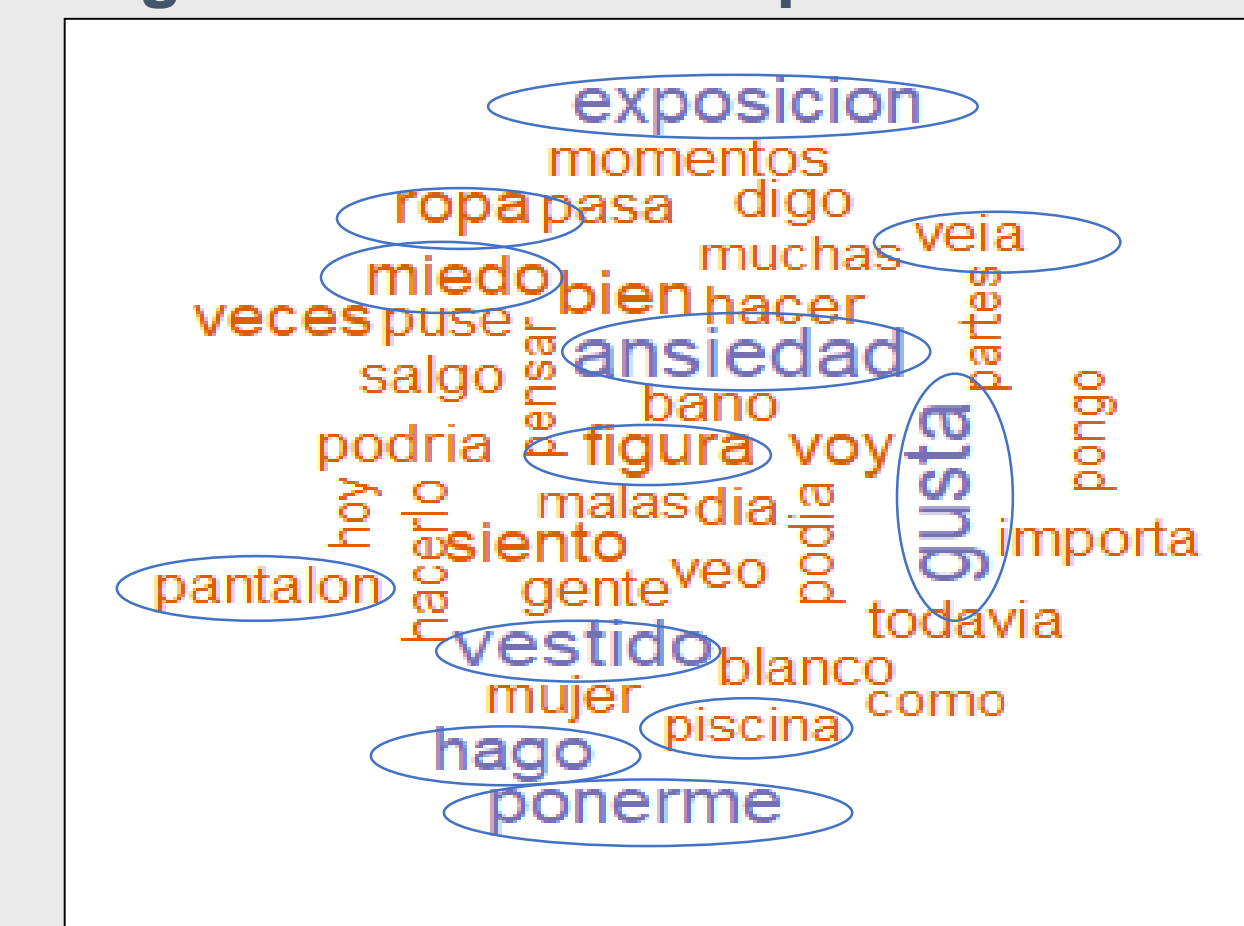 exposicion
momentos
ropa pasa digo
veia
muchas
miedo bien hacer
veces puse
pensar
partes
ansiedad
salgo
bano
pongo
podria figura voy
gusta
hoy
hacerlo
malas dia
podia
siento
importa
pantalon gente veo
todavia
vestido blanco
mujer como
piscina
hago
ponerme